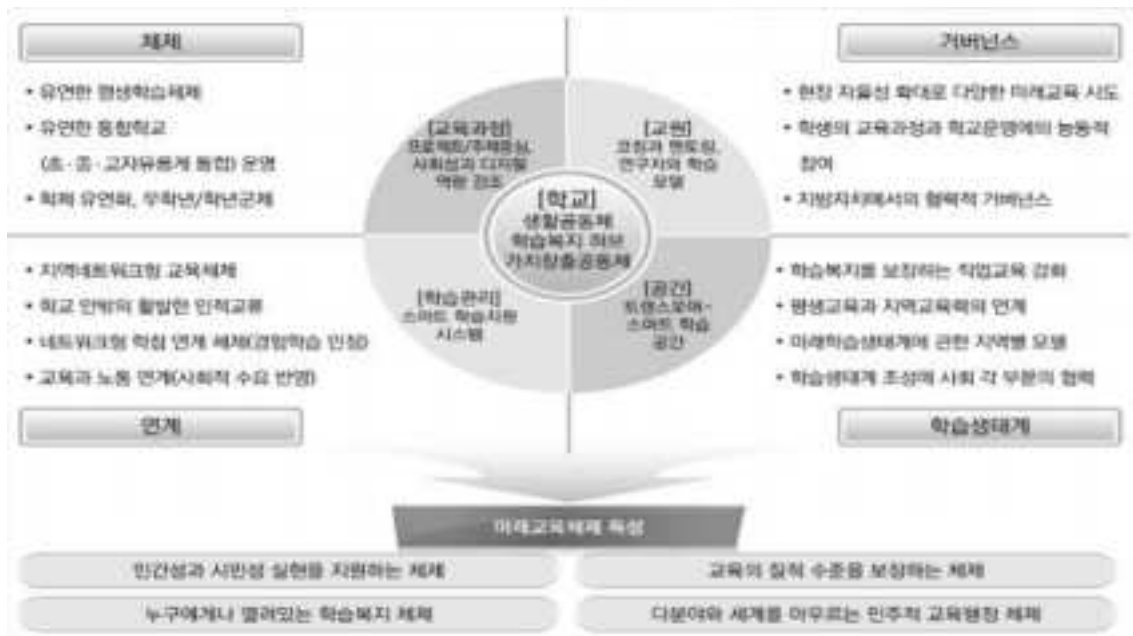 체제
• 유연한 평생학습체제
• 유연한 통합학교
(초·중·고자유롭게 통합) 운영
• 학제 유연화, 무학년/학년군제
거버넌스
• 현장 자율성 확대로 다양한 미래교육 시도
• 학생의 교육과정과 학교운영에의 능동적
참여
• 지방자치에서의 협력적 거버넌스
[교육과정]
프로젝트/주제중심,
사회성과 디지털
역량 강조
[교원]
코칭과 멘토링,
연구자와 학습
모델
[학교]
생활공동체
학습복지 허브
가치창출공동체
[학습관리]
스마트 학습지원
시스템
[공간]
스마트 학습
공간
• 지역네트워크형 교육체제
• 학교 안밖의 활발한 인적교류
• 네트워크형 학점 연계 체제(경험학습 인정)
• 교육과 노동 연계(사회적 수요 반영)
연계
• 학습복지를 보장하는 직업교육 강화
• 평생교육과 지역교육력의 연계
• 미래학습생태계에 관한 지역별 모델
• 학습생태계 조성에 사회 각 부문의 협력
학습생태계
미래교육체제 특성
인간성과 시민성 실현을 지원하는 체제
교육의 질적 수준을 보장하는 체제
누구에게나 열려있는 학습복지 체제
다분야와 세계를 아우르는 민주적 교육행정 체제